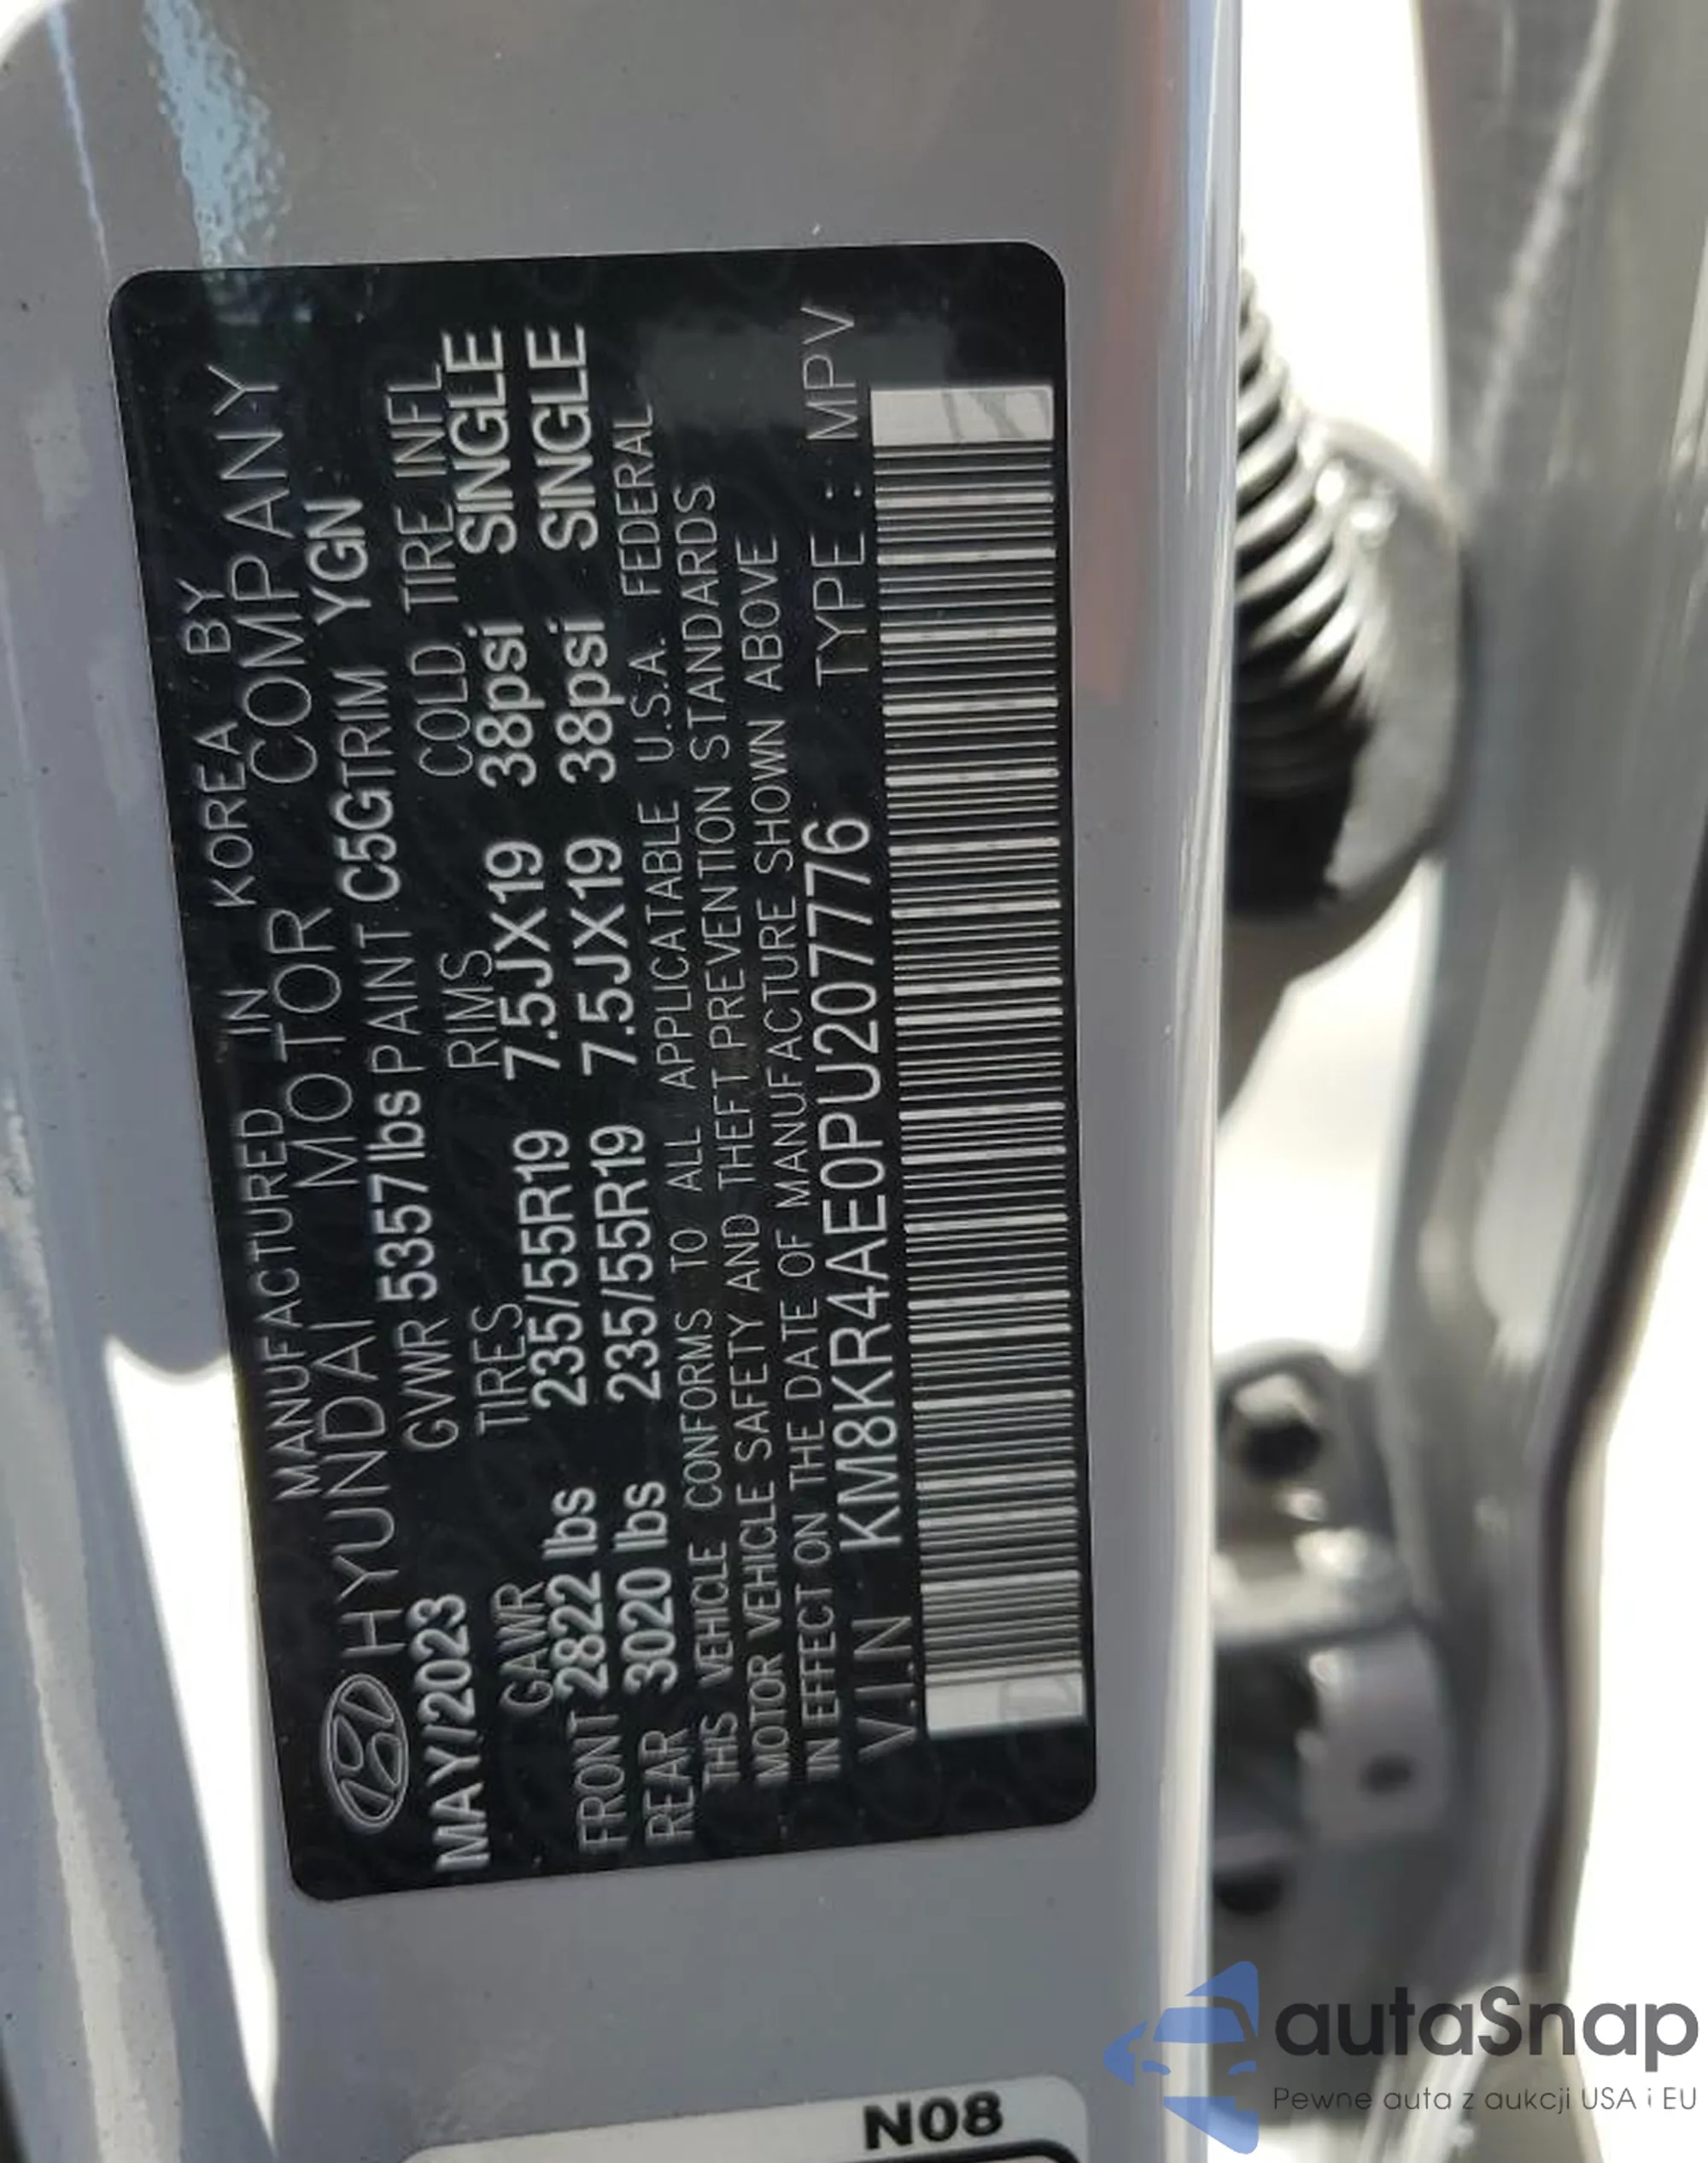 MANUFACTURED IN KOREA BY
HYUNDAI MOTOR COMPANY
MAY/2023 GVWR 5357 lbs PAINT C5G TRIM YGN
GAWR TIRES RIMS COLD TIRE INFL
FRONT 2822 lbs 235/55R19 7.5JX19 38psi SINGLE
REAR 3020 lbs 235/55R19 7.5JX19 38psi SINGLE
THIS VEHICLE CONFORMS TO ALL APPLICATABLE U.S.A. FEDERAL
MOTOR VEHICLE SAFETY AND THEFT PREVENTION STANDARDS
IN EFFECT ON THE DATE OF MANUFACTURE SHOWN ABOVE
V.I.N KM8KR4AE0PU207776 TYPE : MPV
N08
autaSnap
Pewne auta z aukcji USA i EU